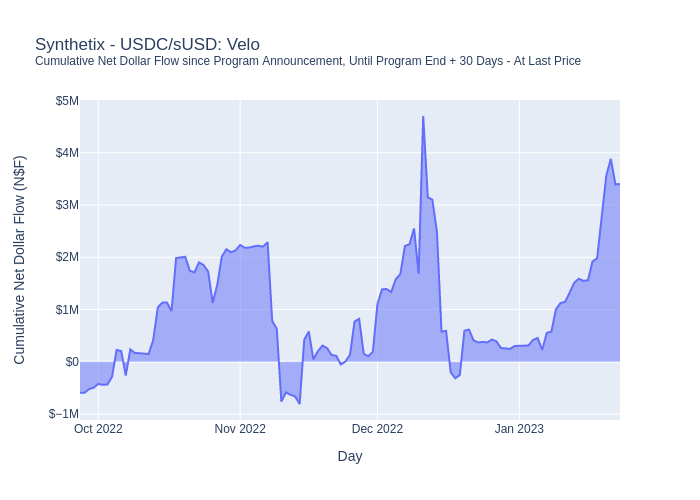 Synthetix - USDC/sUSD: Velo
Cumulative Net Dollar Flow since Program Announcement, Until Program End + 30 Days - At Last Price
$5M
$4M
$3M
$2M
$1M
$0
$−1M
Cumulative Net Dollar Flow (N$F)
Oct 2022
Nov 2022
Dec 2022
Jan 2023
Day